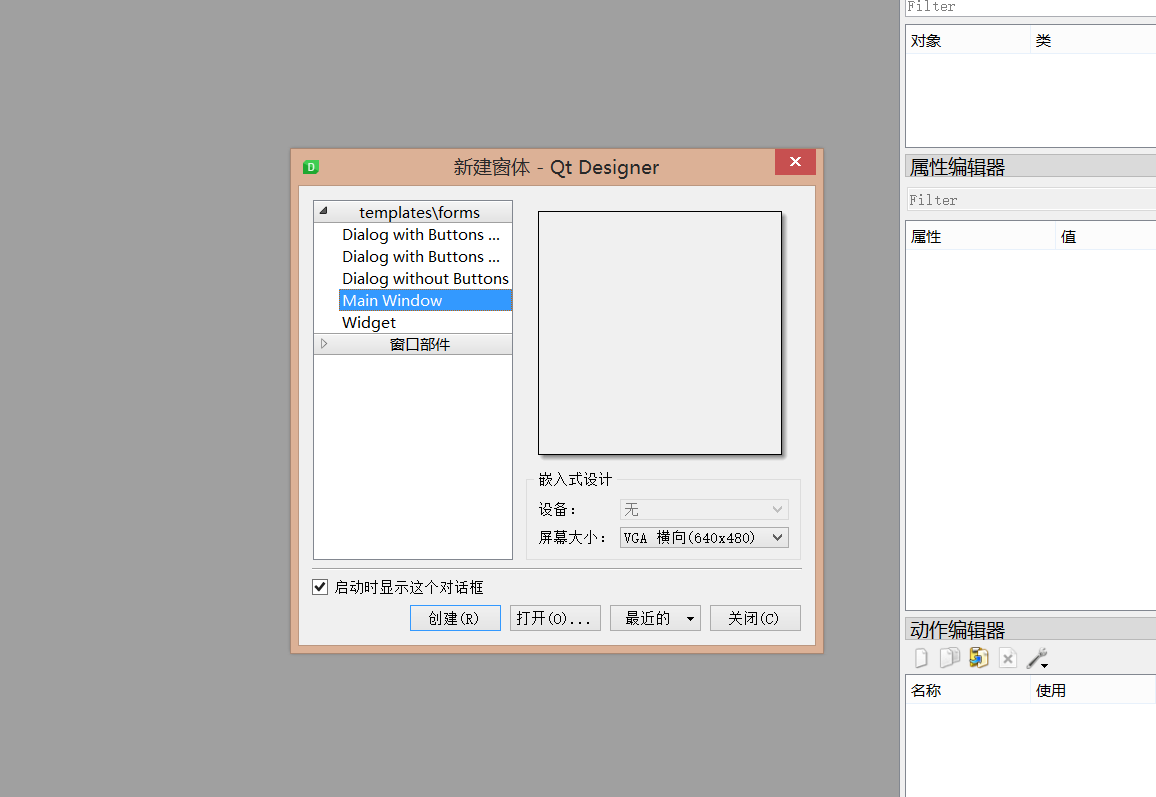 Filter
对象 类
属性编辑器
Filter
属性 值
新建窗体 - Qt Designer
D
templates\forms
Dialog with Buttons ...
Dialog with Buttons ...
Dialog without Buttons
Main Window
Widget
窗口部件
嵌入式设计
设备： 无
屏幕大小： VGA 横向(640x480)
启动时显示这个对话框
创建(R) 打开(O)... 最近的 关闭(C)
动作编辑器
名称 使用